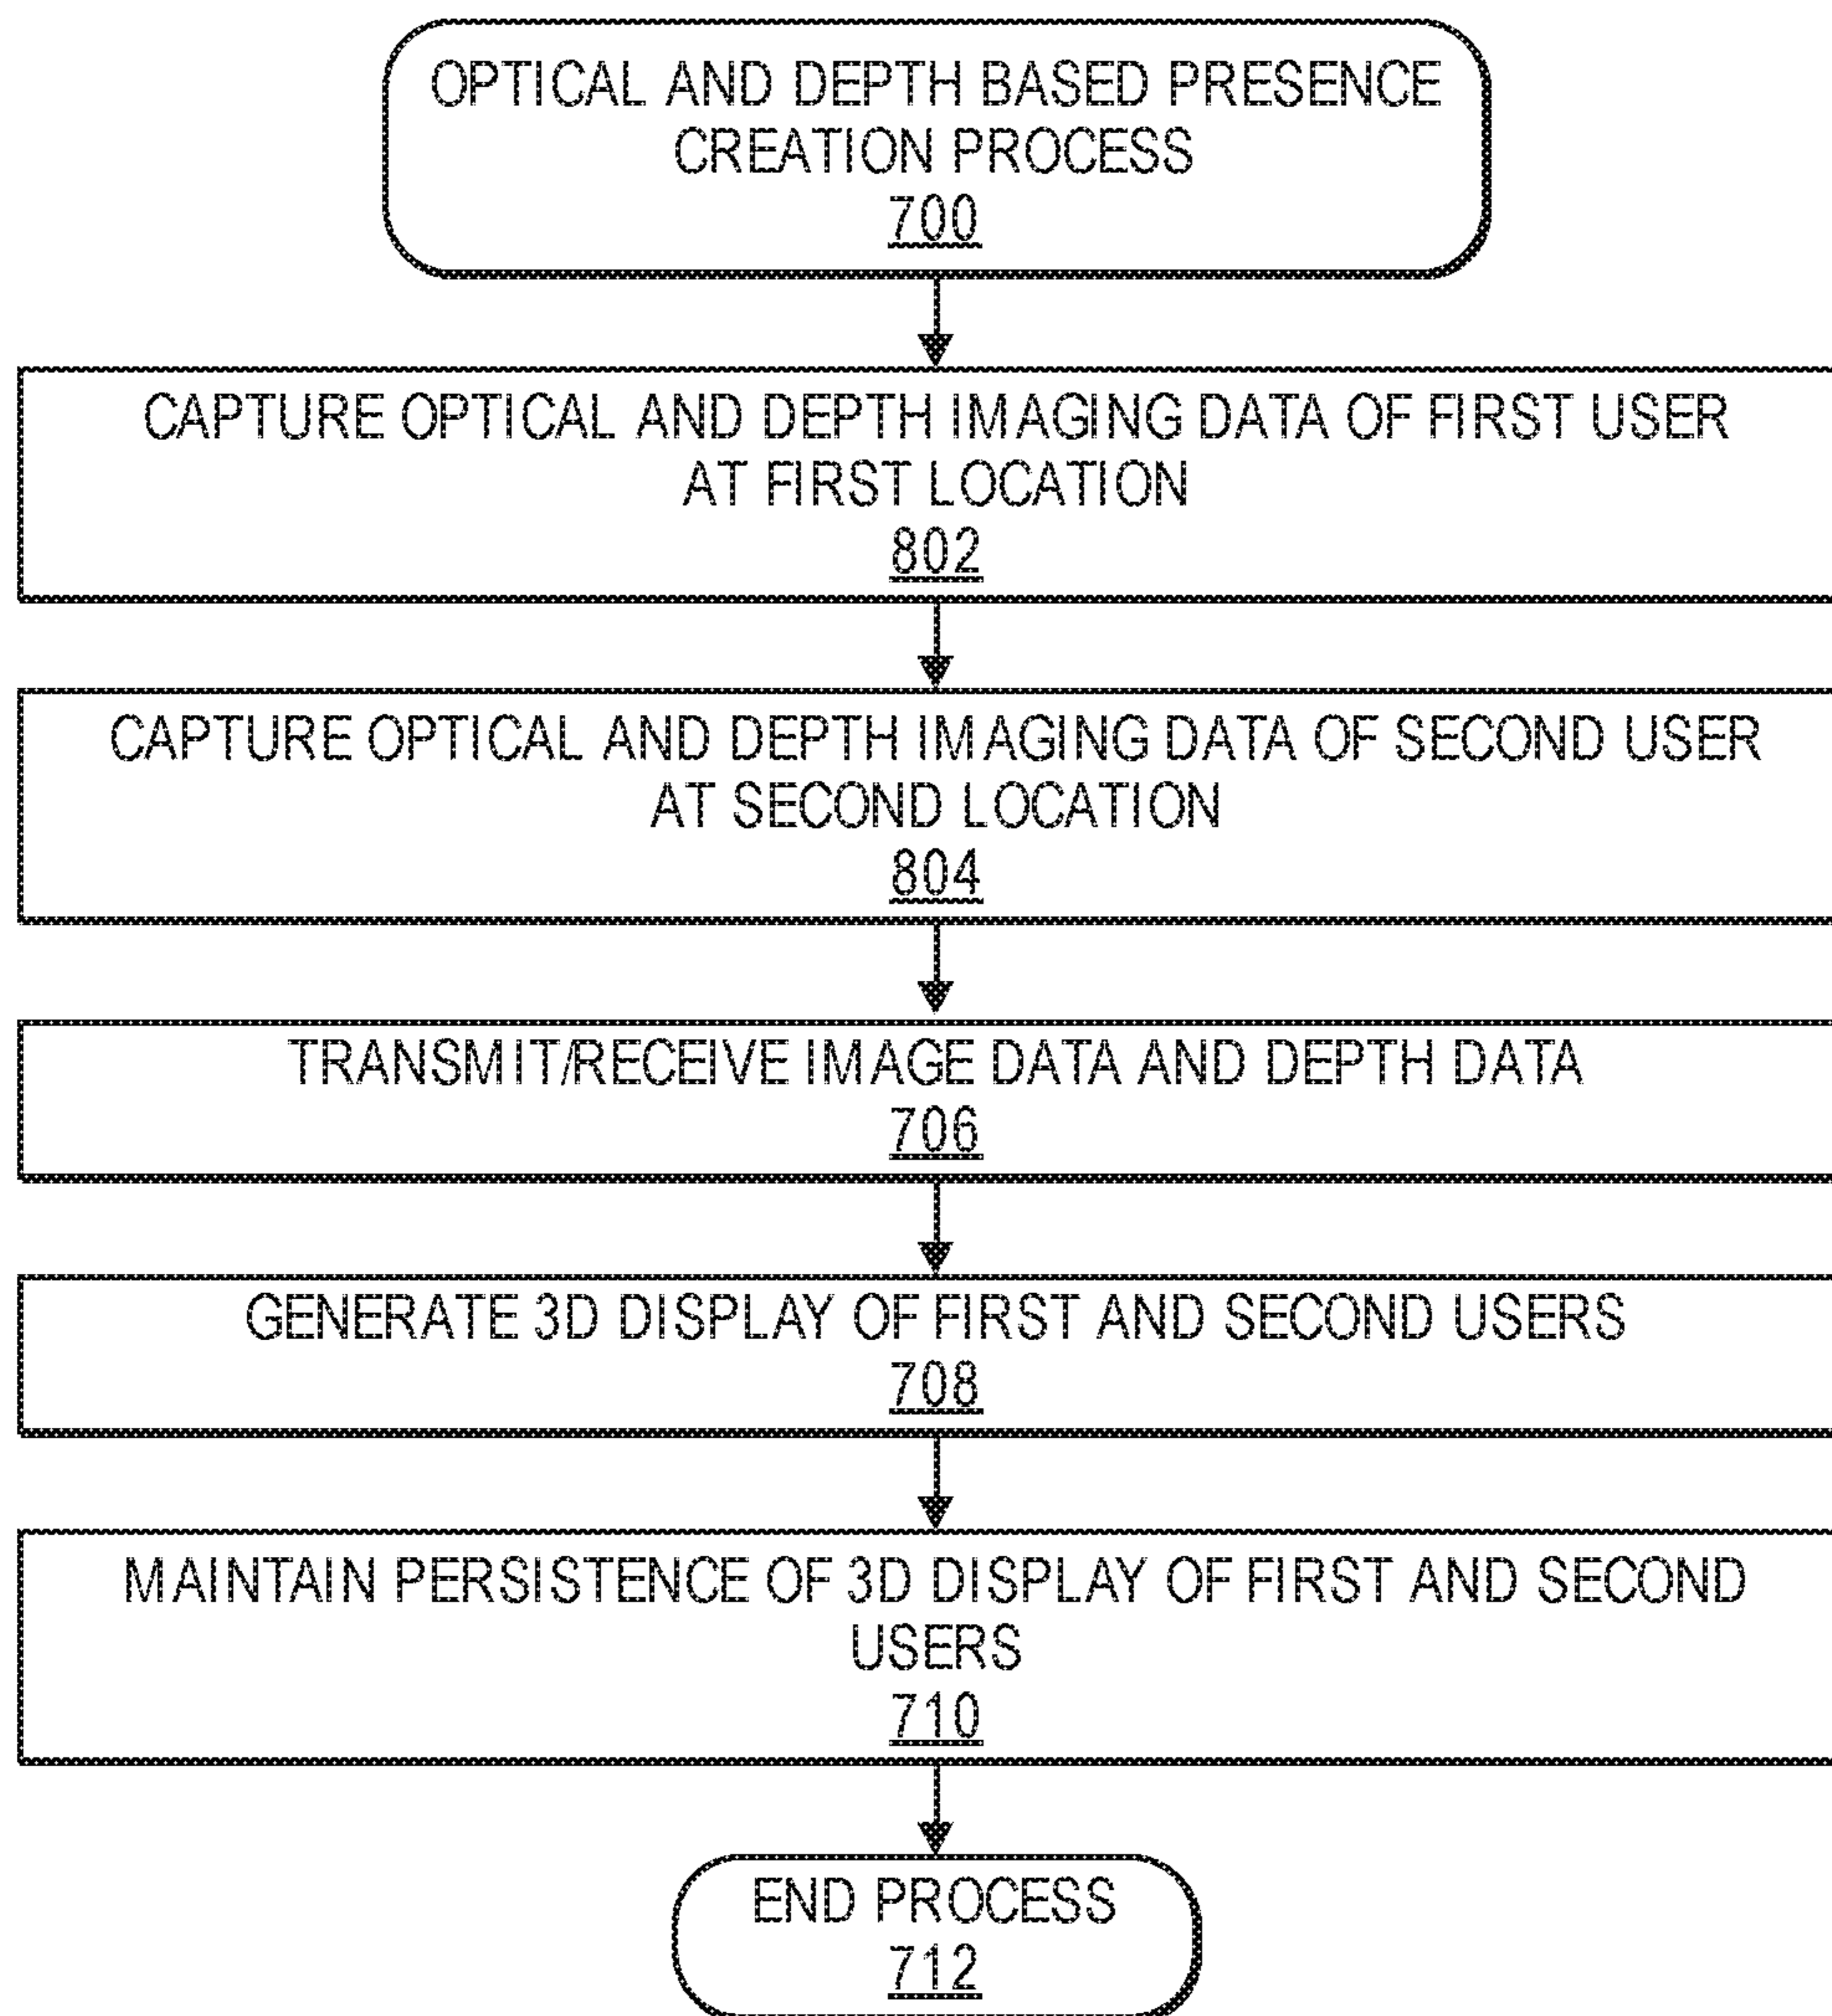 OPTICAL AND DEPTH BASED PRESENCE
CREATION PROCESS
700
CAPTURE OPTICAL AND DEPTH IMAGING DATA OF FIRST USER
AT FIRST LOCATION
802
CAPTURE OPTICAL AND DEPTH IMAGING DATA OF SECOND USER
AT SECOND LOCATION
804
TRANSMIT/RECEIVE IMAGE DATA AND DEPTH DATA
706
GENERATE 3D DISPLAY OF FIRST AND SECOND USERS
708
MAINTAIN PERSISTENCE OF 3D DISPLAY OF FIRST AND SECOND
USERS
710
END PROCESS
712